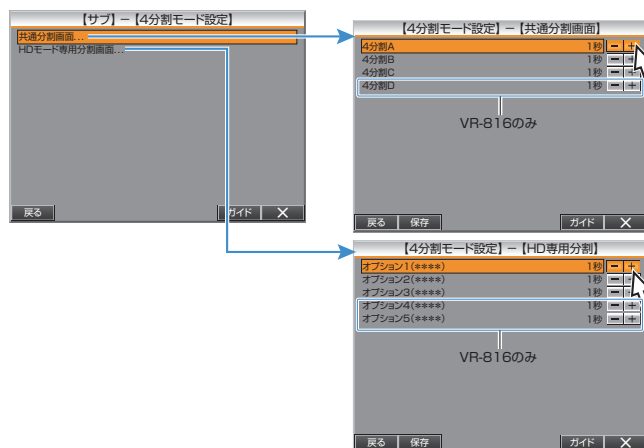 【サブ】－【4分割モード設定】
共通分割画面...
HDモード専用分割画面...
戻る ガイド ×
【4分割モード設定】－【共通分割画面】
4分割A 1秒 － ＋
4分割B 1秒 － ＋
4分割C 1秒 － ＋
4分割D 1秒 － ＋
VR-816のみ
戻る 保存 ガイド ×
【4分割モード設定】－【HD専用分割】
オプション1(****) 1秒 － ＋
オプション2(****) 1秒 － ＋
オプション3(****) 1秒 － ＋
オプション4(****) 1秒 － ＋
オプション5(****) 1秒 － ＋
VR-816のみ
戻る 保存 ガイド ×